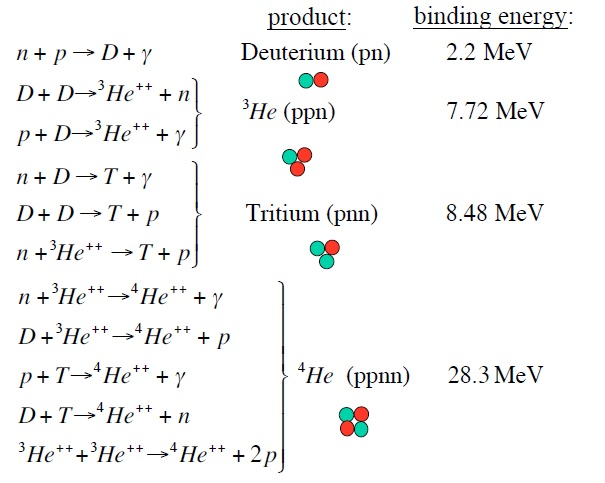 product: binding energy:
n + p → D + γ Deuterium (pn) 2.2 MeV
D + D → ³He⁺⁺ + n
³He (ppn) 7.72 MeV
p + D → ³He⁺⁺ + γ
n + D → T + γ
D + D → T + p Tritium (pnn) 8.48 MeV
n + ³He⁺⁺ → T + p
n + ³He⁺⁺ → ⁴He⁺⁺ + γ
D + ³He⁺⁺ → ⁴He⁺⁺ + p
p + T → ⁴He⁺⁺ + γ ⁴He (ppnn) 28.3 MeV
D + T → ⁴He⁺⁺ + n
³He⁺⁺ + ³He⁺⁺ → ⁴He⁺⁺ + 2p